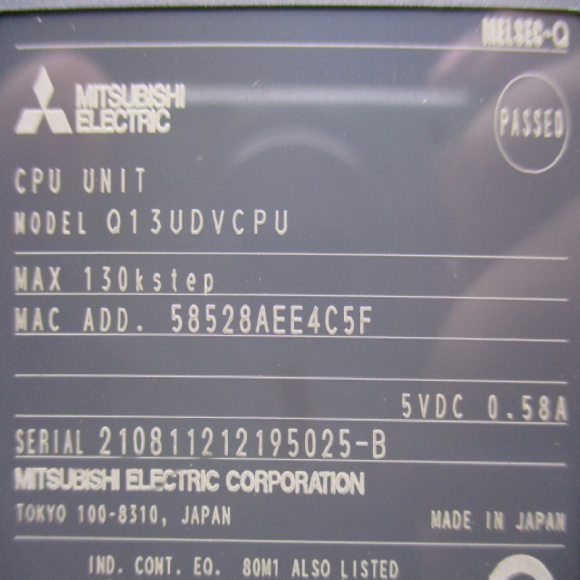 MELSEC-Q
MITSUBISHI
ELECTRIC
PASSED
CPU UNIT
MODEL Q13UDVCPU
MAX 130kstep
MAC ADD. 58528AEE4C5F
5VDC 0.58A
SERIAL 210811212195025-B
MITSUBISHI ELECTRIC CORPORATION
TOKYO 100-8310, JAPAN
MADE IN JAPAN
IND. CONT. EQ. 80M1 ALSO LISTED